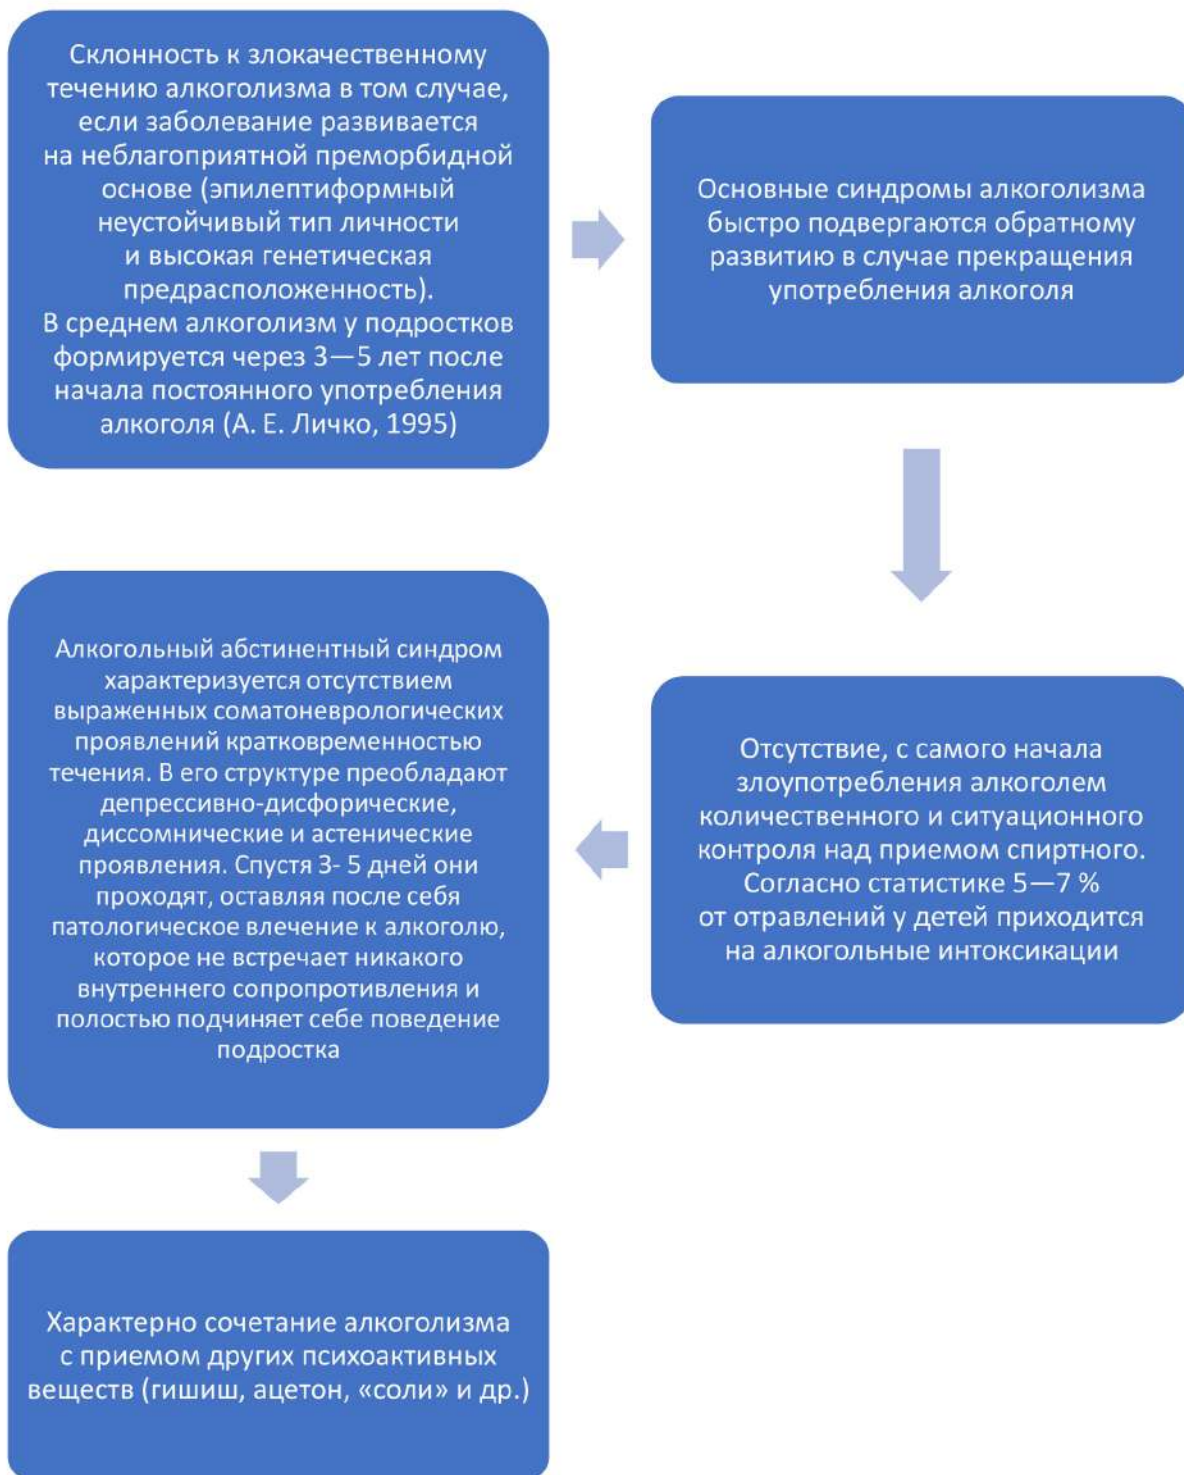 Склонность к злокачественному
течению алкоголизма в том случае,
если заболевание развивается
на неблагоприятной преморбидной
основе (эпилептиформный
неустойчивый тип личности
и высокая генетическая
предрасположенность).
В среднем алкоголизм у подростков
формируется через 3—5 лет после
начала постоянного употребления
алкоголя (А. Е. Личко, 1995)
Основные синдромы алкоголизма
быстро подвергаются обратному
развитию в случае прекращения
употребления алкоголя
Отсутствие, с самого начала
злоупотребления алкоголем
количественного и ситуационного
контроля над приемом спиртного.
Согласно статистике 5—7 %
от отравлений у детей приходится
на алкогольные интоксикации
Алкогольный абстинентный синдром
характеризуется отсутствием
выраженных соматоневрологических
проявлений кратковременностью
течения. В его структуре преобладают
депрессивно-дисфорические,
диссомнические и астенические
проявления. Спустя 3- 5 дней они
проходят, оставляя после себя
патологическое влечение к алкоголю,
которое не встречает никакого
внутреннего сопропротивления и
полостью подчиняет себе поведение
подростка
Характерно сочетание алкоголизма
с приемом других психоактивных
веществ (гишиш, ацетон, «соли» и др.)